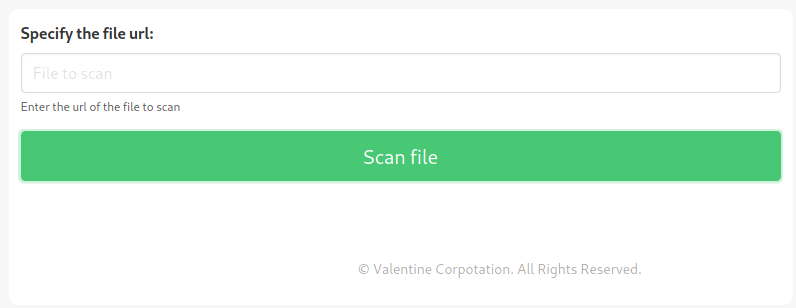 Specify the file url:
File to scan
Enter the url of the file to scan
Scan file
© Valentine Corpotation. All Rights Reserved.